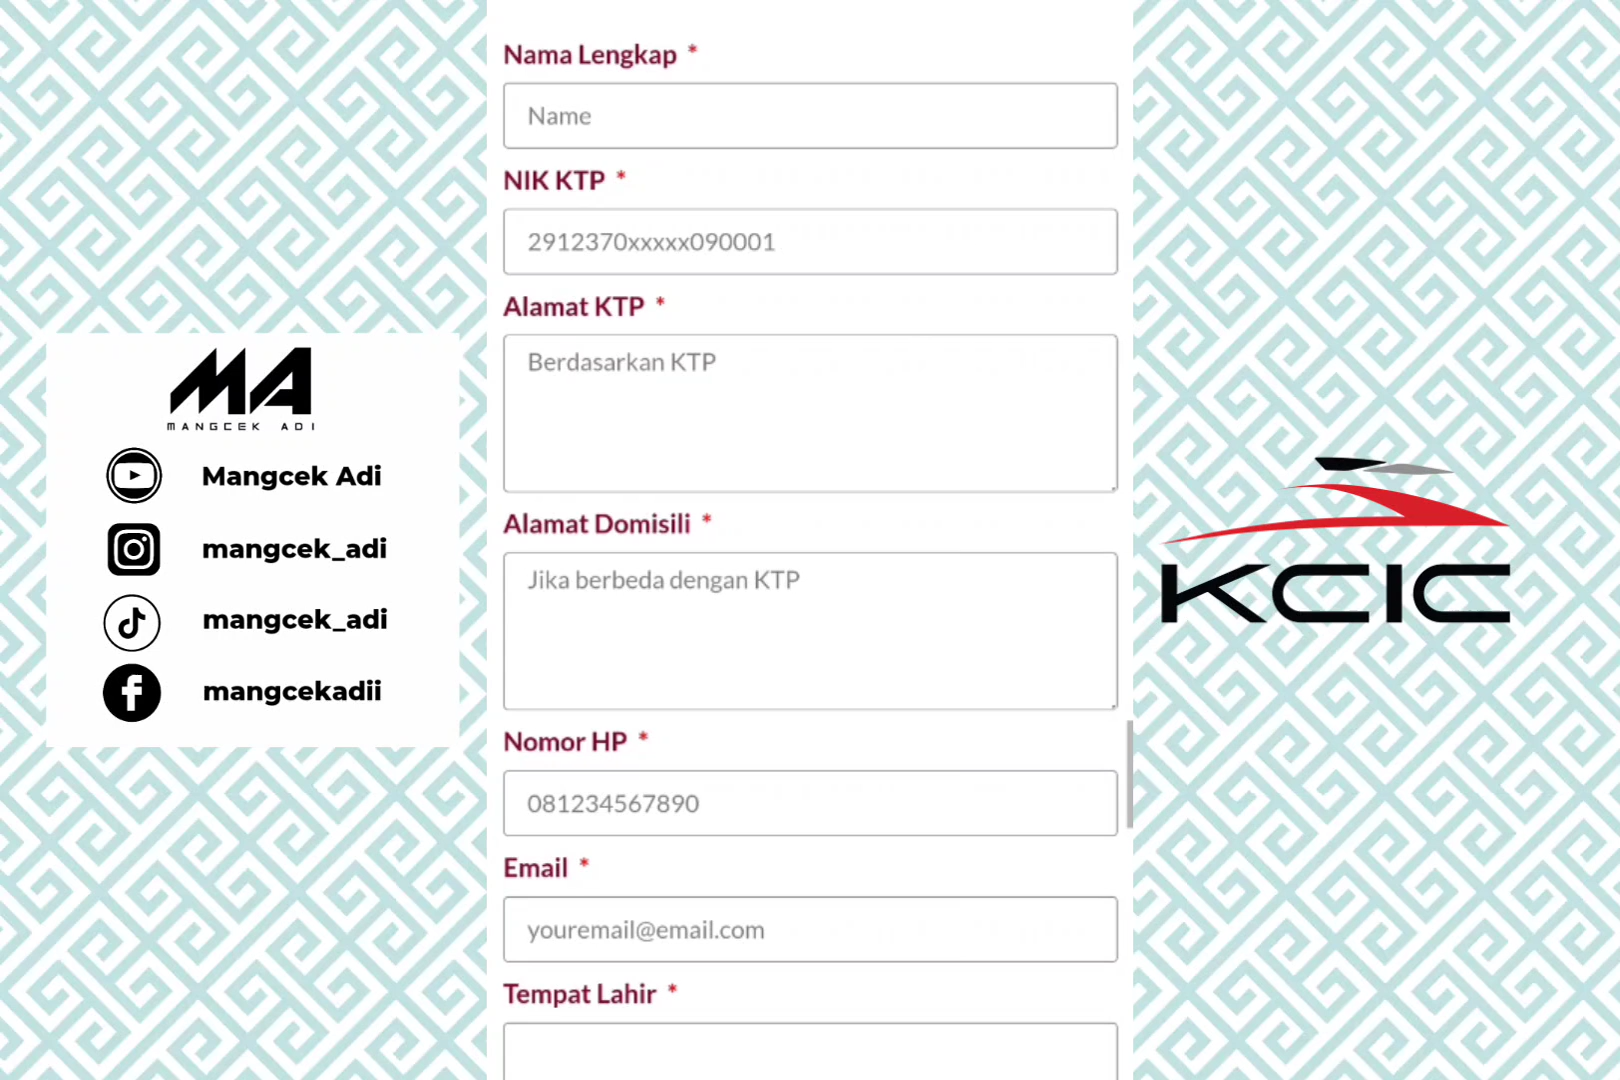 Nama Lengkap *
Name
NIK KTP *
2912370xxxxx090001
Alamat KTP *
Berdasarkan KTP
Alamat Domisili *
Jika berbeda dengan KTP
Nomor HP *
081234567890
Email *
youremail@email.com
Tempat Lahir *
MA
MANGCEK ADI
Mangcek Adi
mangcek_adi
mangcek_adi
mangcekadii
KCIC